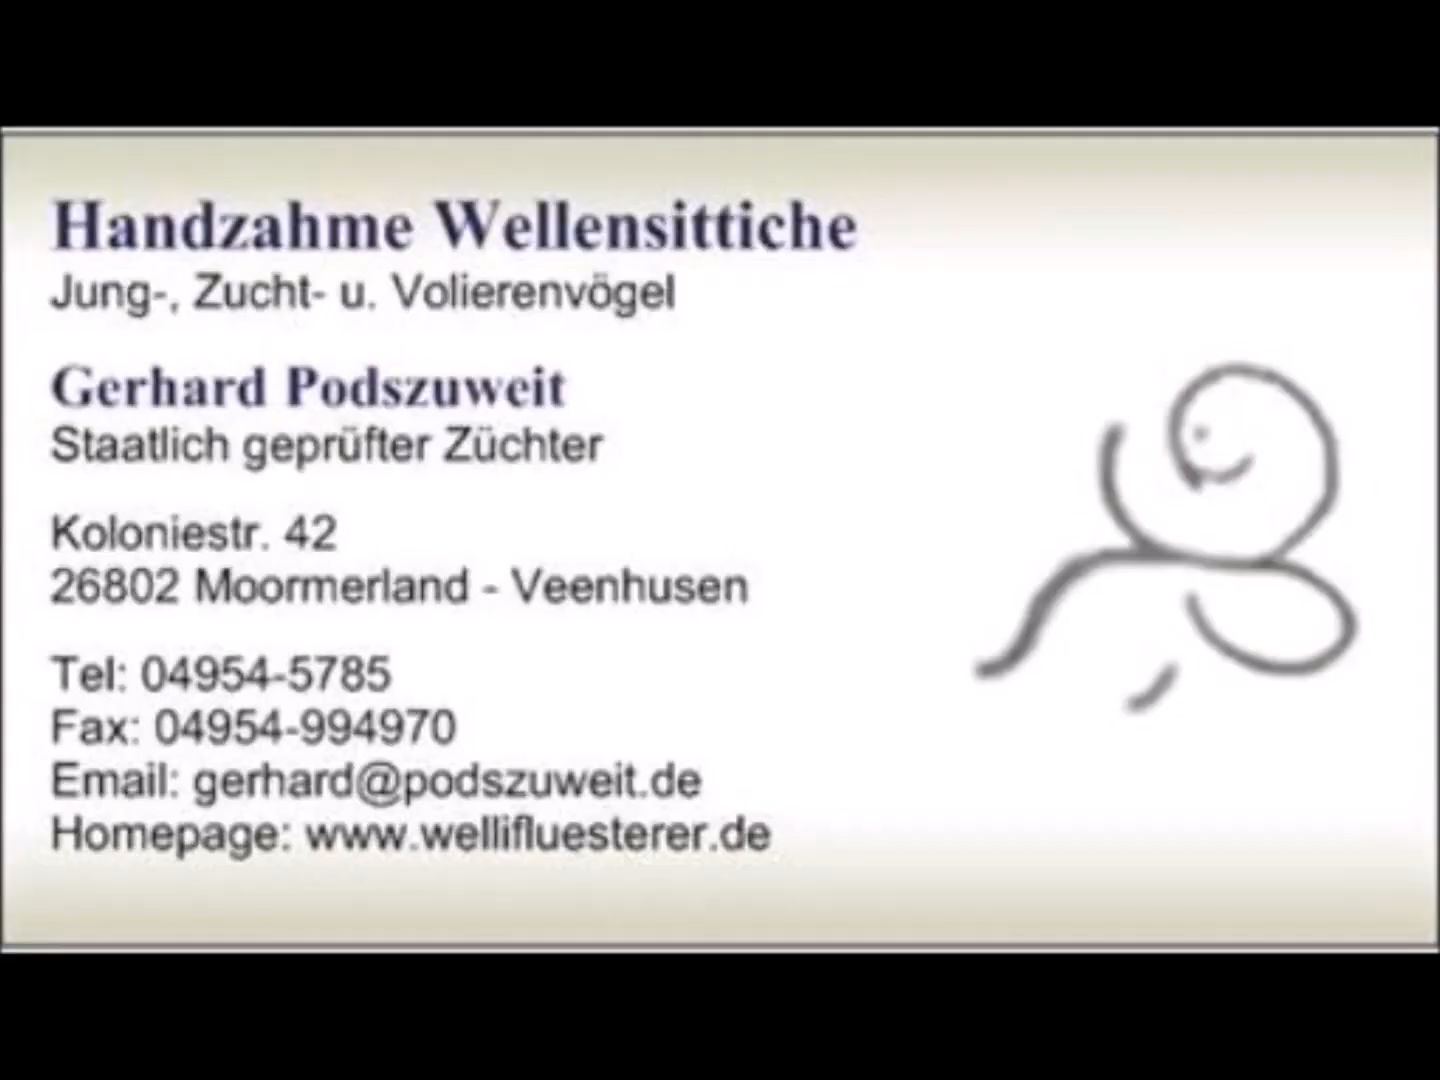 Handzahme Wellensittiche
Jung-, Zucht- u. Volierenvögel
Gerhard Podszuweit
Staatlich geprüfter Züchter
Koloniestr. 42
26802 Moormerland - Veenhusen
Tel: 04954-5785
Fax: 04954-994970
Email: gerhard@podszuweit.de
Homepage: www.wellifluesterer.de